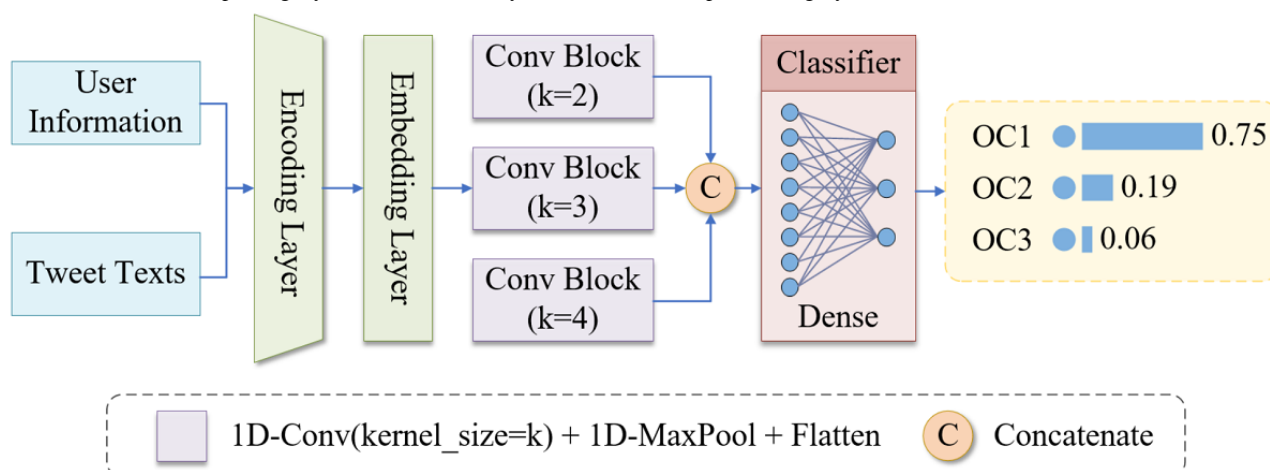 User
Information
Tweet Texts
Encoding Layer
Embedding Layer
Conv Block
(k=2)
Conv Block
(k=3)
Conv Block
(k=4)
C
Classifier
Dense
OC1 0.75
OC2 0.19
OC3 0.06
1D-Conv(kernel_size=k) + 1D-MaxPool + Flatten
C Concatenate